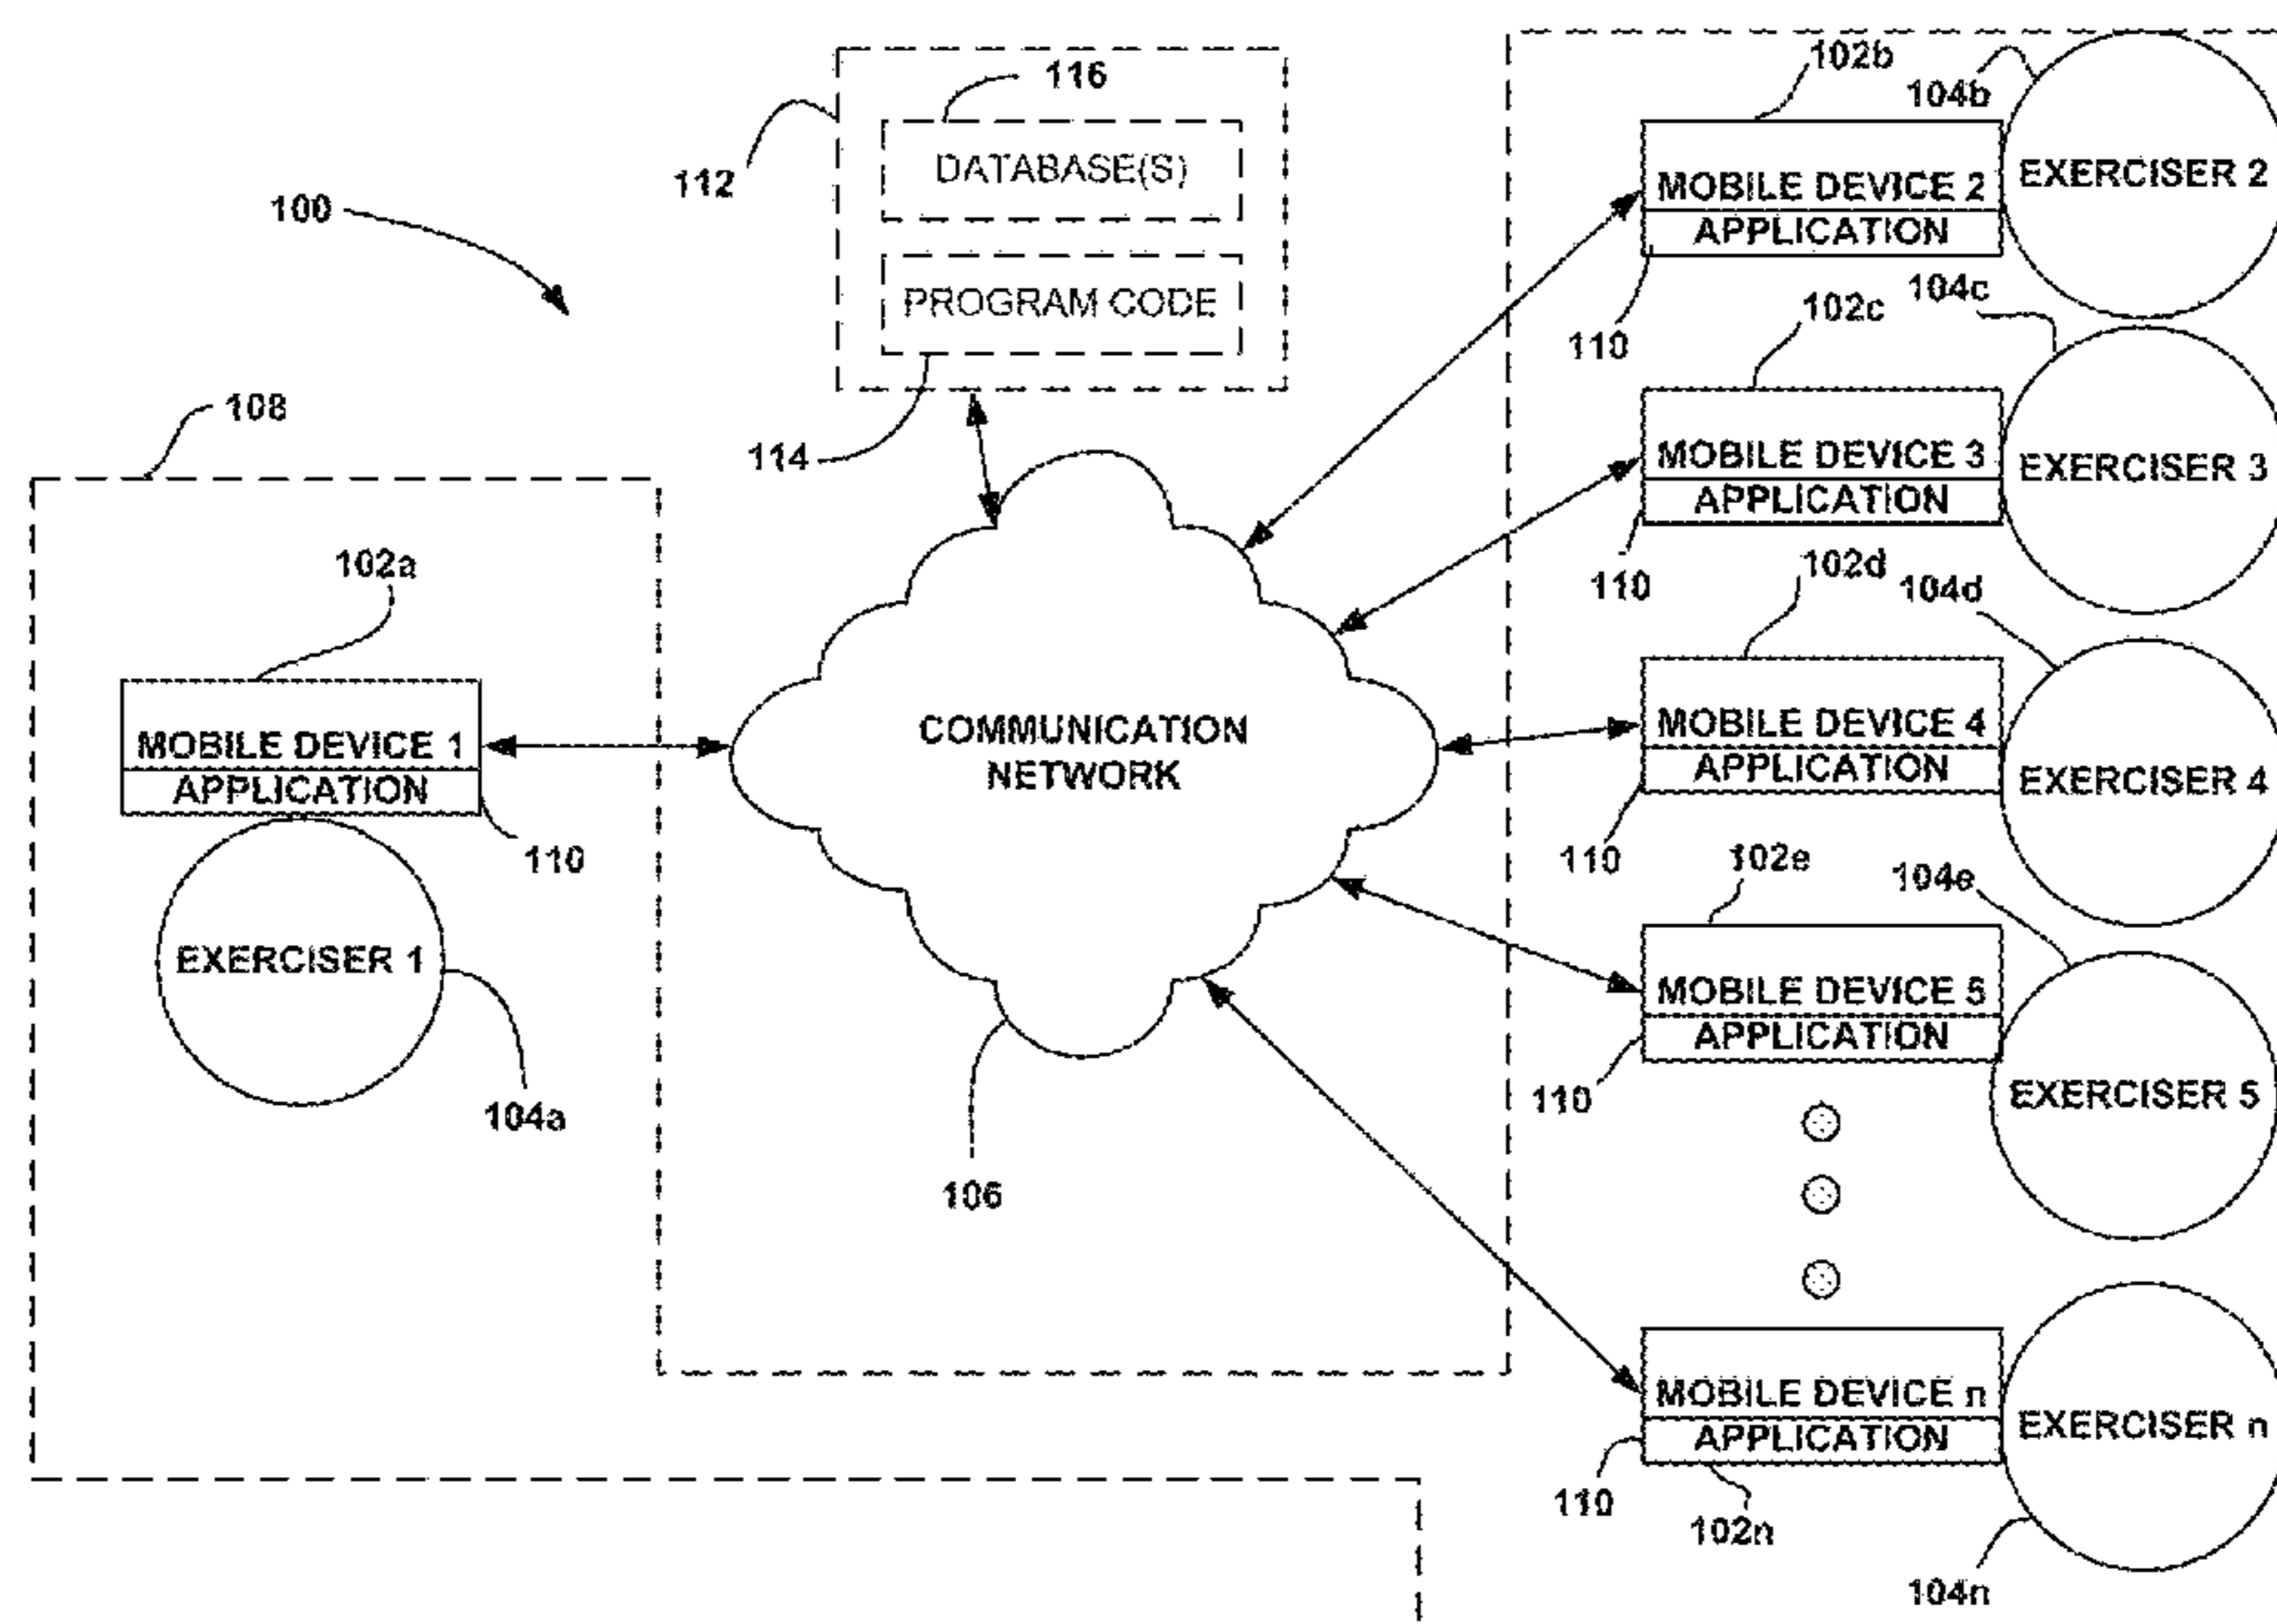 116
112
DATABASE(S)
PROGRAM CODE
114
100
108
102a
MOBILE DEVICE 1
APPLICATION
110
EXERCISER 1
104a
COMMUNICATION
NETWORK
106
102b
104b
MOBILE DEVICE 2
APPLICATION
EXERCISER 2
110
102c
104c
MOBILE DEVICE 3
APPLICATION
EXERCISER 3
110
102d
104d
MOBILE DEVICE 4
APPLICATION
EXERCISER 4
110
102e
104e
MOBILE DEVICE 5
APPLICATION
EXERCISER 5
110
MOBILE DEVICE n
APPLICATION
EXERCISER n
110
102n
104n